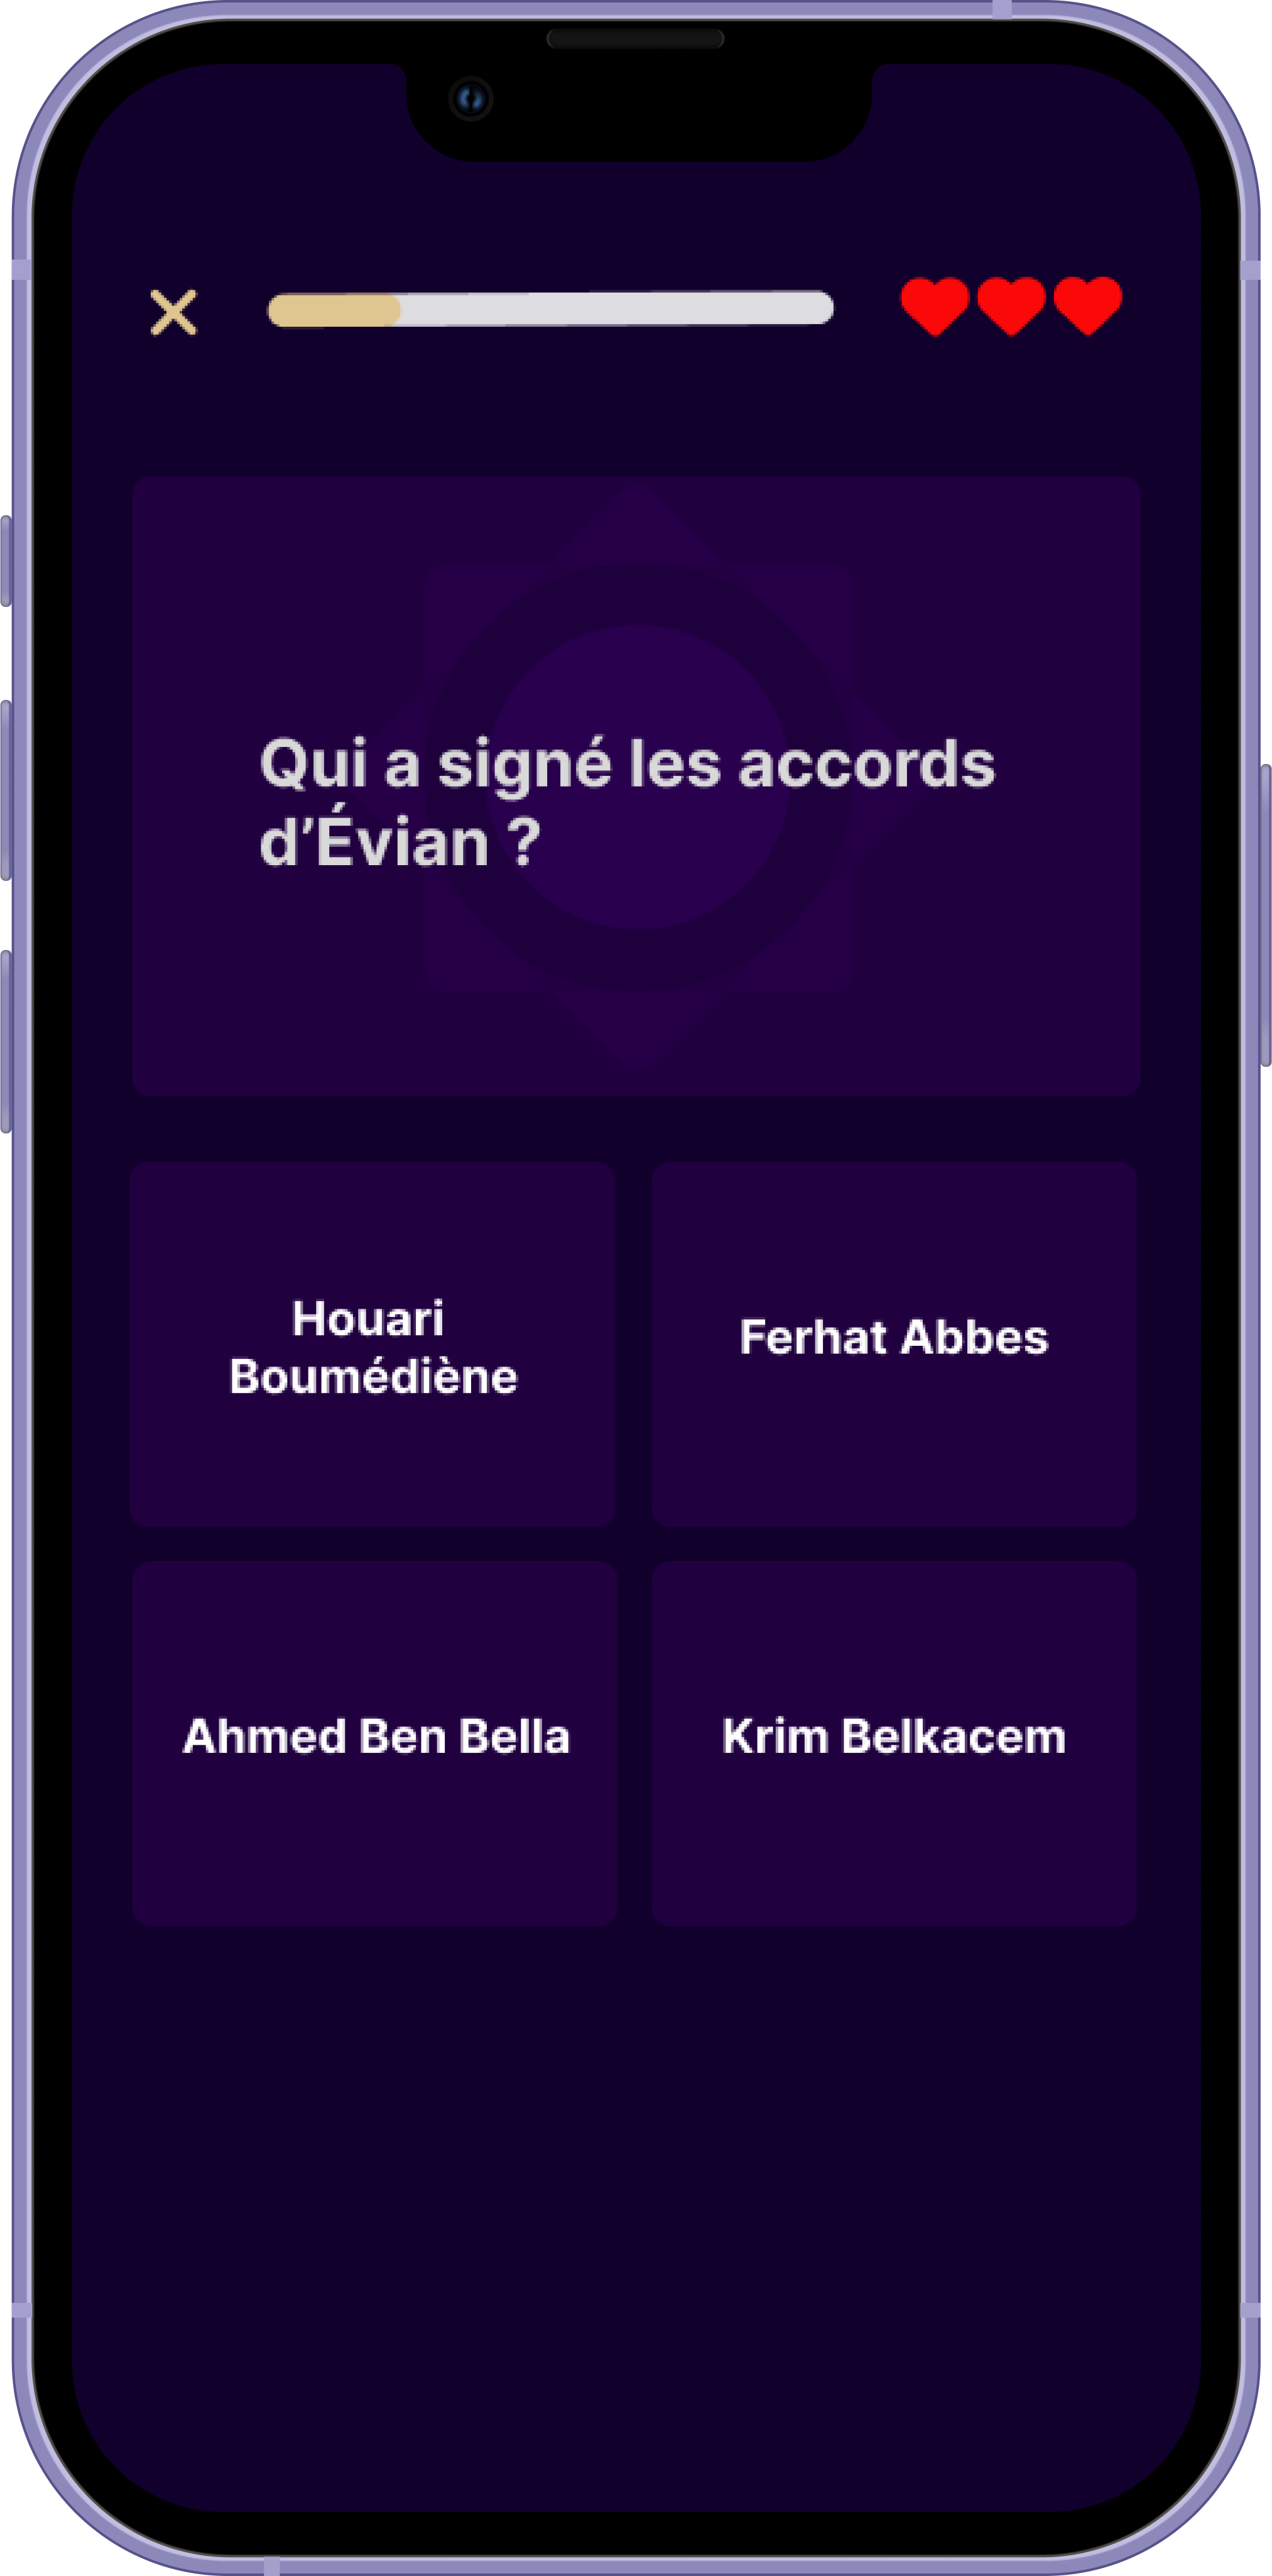 Qui a signé les accords
d’Évian ?
Houari
Boumédiène
Ferhat Abbes
Ahmed Ben Bella
Krim Belkacem